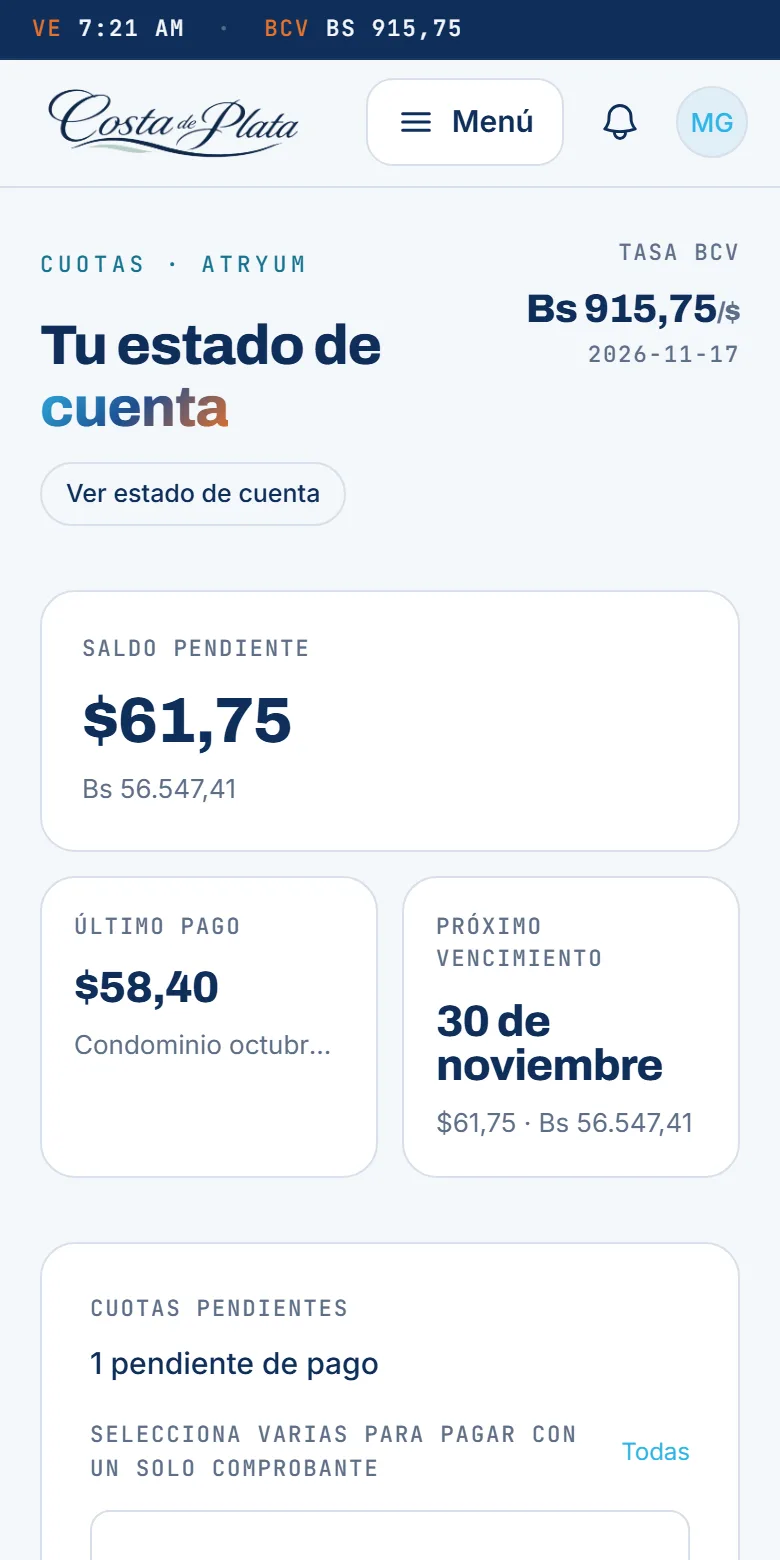 VE 7:21 AM · BCV BS 915,75
Costa de Plata
Menú
MG
CUOTAS · ATRYUM
Tu estado de
cuenta
TASA BCV
Bs 915,75/$
2026-11-17
Ver estado de cuenta
SALDO PENDIENTE
$61,75
Bs 56.547,41
ÚLTIMO PAGO
$58,40
Condominio octubr...
PRÓXIMO
VENCIMIENTO
30 de
noviembre
$61,75 · Bs 56.547,41
CUOTAS PENDIENTES
1 pendiente de pago
SELECCIONA VARIAS PARA PAGAR CON
UN SOLO COMPROBANTE
Todas